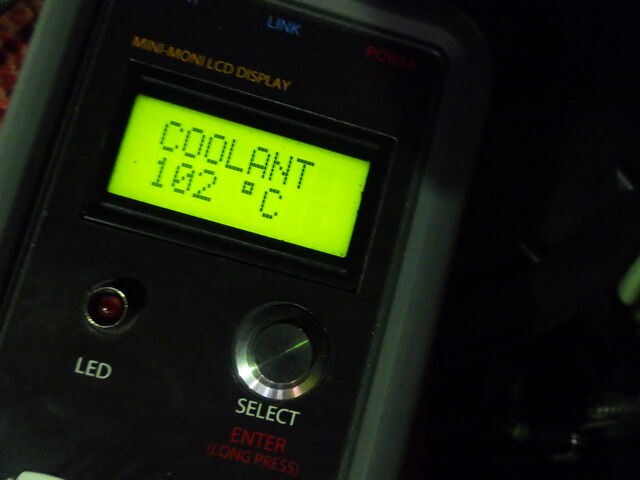 LINK
POWER
MINI-MONI LCD DISPLAY
COOLANT
102 °C
LED
SELECT
ENTER
(LONG PRESS)